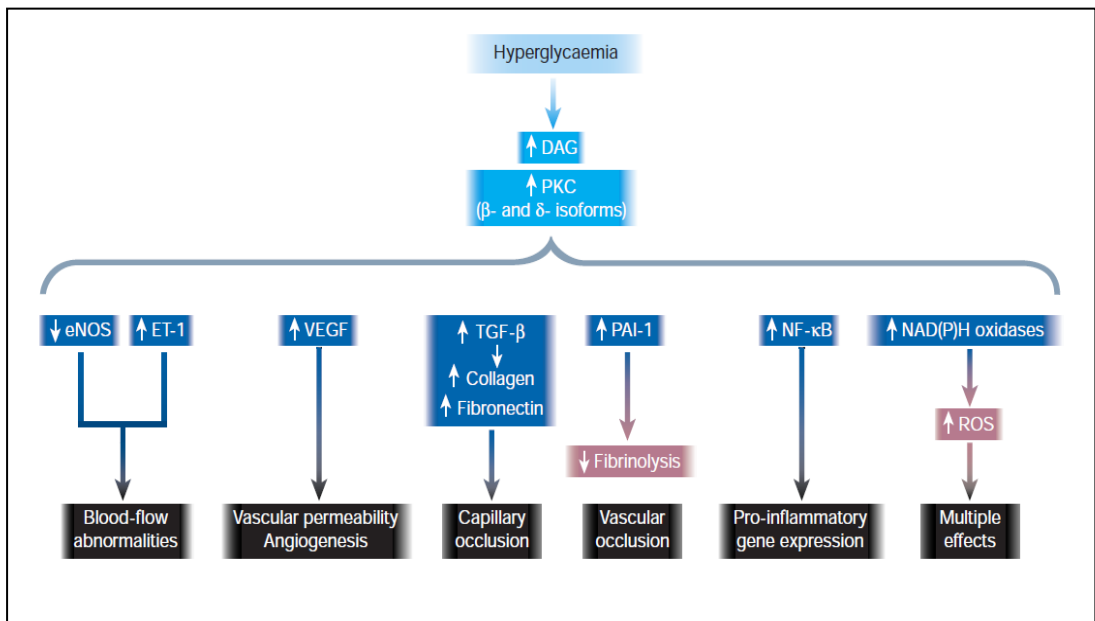 Hyperglycaemia
↑ DAG
↑ PKC
(β- and δ- isoforms)
↓ eNOS
↑ ET-1
↑ VEGF
↑ TGF-β
↓
↑ Collagen
↑ Fibronectin
↑ PAI-1
↑ NF-κB
↑ NAD(P)H oxidases
↑ ROS
↓ Fibrinolysis
Blood-flow
abnormalities
Vascular permeability
Angiogenesis
Capillary
occlusion
Vascular
occlusion
Pro-inflammatory
gene expression
Multiple
effects